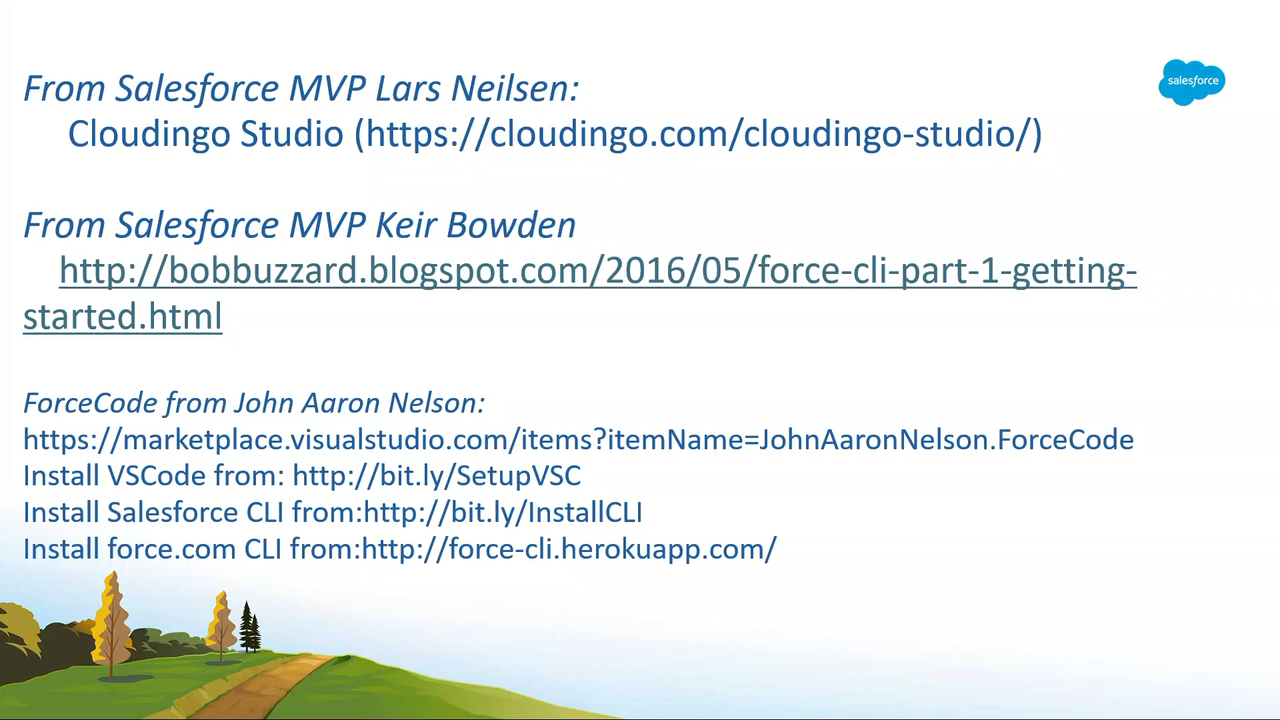 From Salesforce MVP Lars Neilsen:
salesforce
Cloudingo Studio (https://cloudingo.com/cloudingo-studio/)
From Salesforce MVP Keir Bowden
http://bobbuzzard.blogspot.com/2016/05/force-cli-part-1-getting-
started.html
ForceCode from John Aaron Nelson:
https://marketplace.visualstudio.com/items?itemName=JohnAaronNelson.ForceCode
Install VSCode from: http://bit.ly/SetupVSC
Install Salesforce CLI from:http://bit.ly/InstallCLI
Install force.com CLI from:http://force-cli.herokuapp.com/